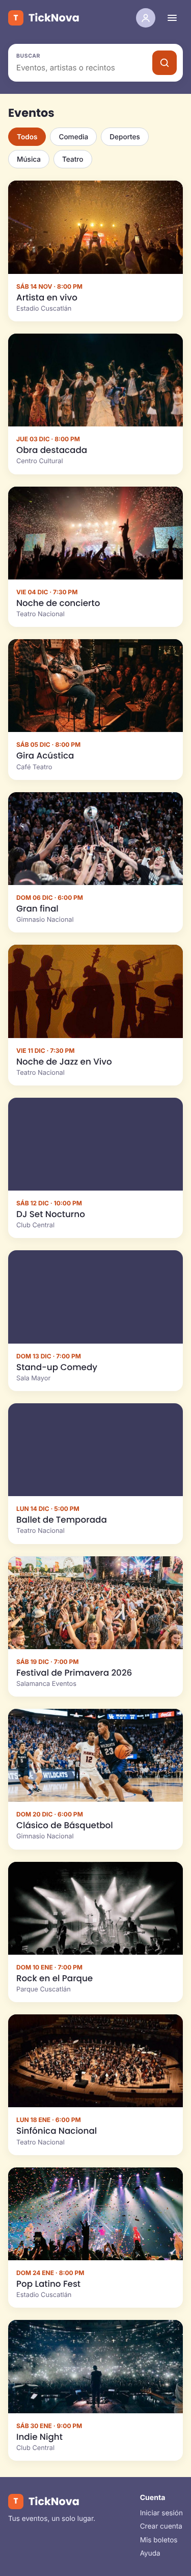 T TickNova
BUSCAR
Eventos, artistas o recintos
Eventos
Todos Comedia Deportes
Música Teatro
SÁB 14 NOV · 8:00 PM
Artista en vivo
Estadio Cuscatlán
JUE 03 DIC · 8:00 PM
Obra destacada
Centro Cultural
VIE 04 DIC · 7:30 PM
Noche de concierto
Teatro Nacional
SÁB 05 DIC · 8:00 PM
Gira Acústica
Café Teatro
DOM 06 DIC · 6:00 PM
Gran final
Gimnasio Nacional
VIE 11 DIC · 7:30 PM
Noche de Jazz en Vivo
Teatro Nacional
SÁB 12 DIC · 10:00 PM
DJ Set Nocturno
Club Central
DOM 13 DIC · 7:00 PM
Stand-up Comedy
Sala Mayor
LUN 14 DIC · 5:00 PM
Ballet de Temporada
Teatro Nacional
SÁB 19 DIC · 7:00 PM
Festival de Primavera 2026
Salamanca Eventos
WILDCATS
12
23
DOM 20 DIC · 6:00 PM
Clásico de Básquetbol
Gimnasio Nacional
DOM 10 ENE · 7:00 PM
Rock en el Parque
Parque Cuscatlán
LUN 18 ENE · 6:00 PM
Sinfónica Nacional
Teatro Nacional
DOM 24 ENE · 8:00 PM
Pop Latino Fest
Estadio Cuscatlán
SÁB 30 ENE · 9:00 PM
Indie Night
Club Central
T TickNova
Tus eventos, un solo lugar.
Cuenta
Iniciar sesión
Crear cuenta
Mis boletos
Ayuda